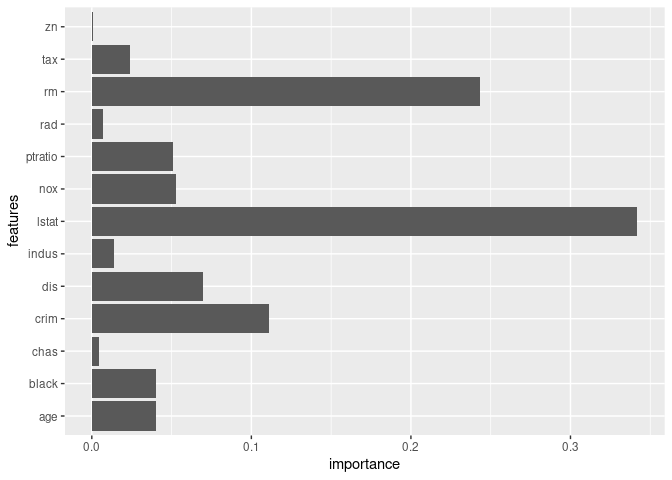 zn
tax
rm
rad
ptratio
nox
lstat
indus
dis
crim
chas
black
age
features
0.0 0.1 0.2 0.3
importance